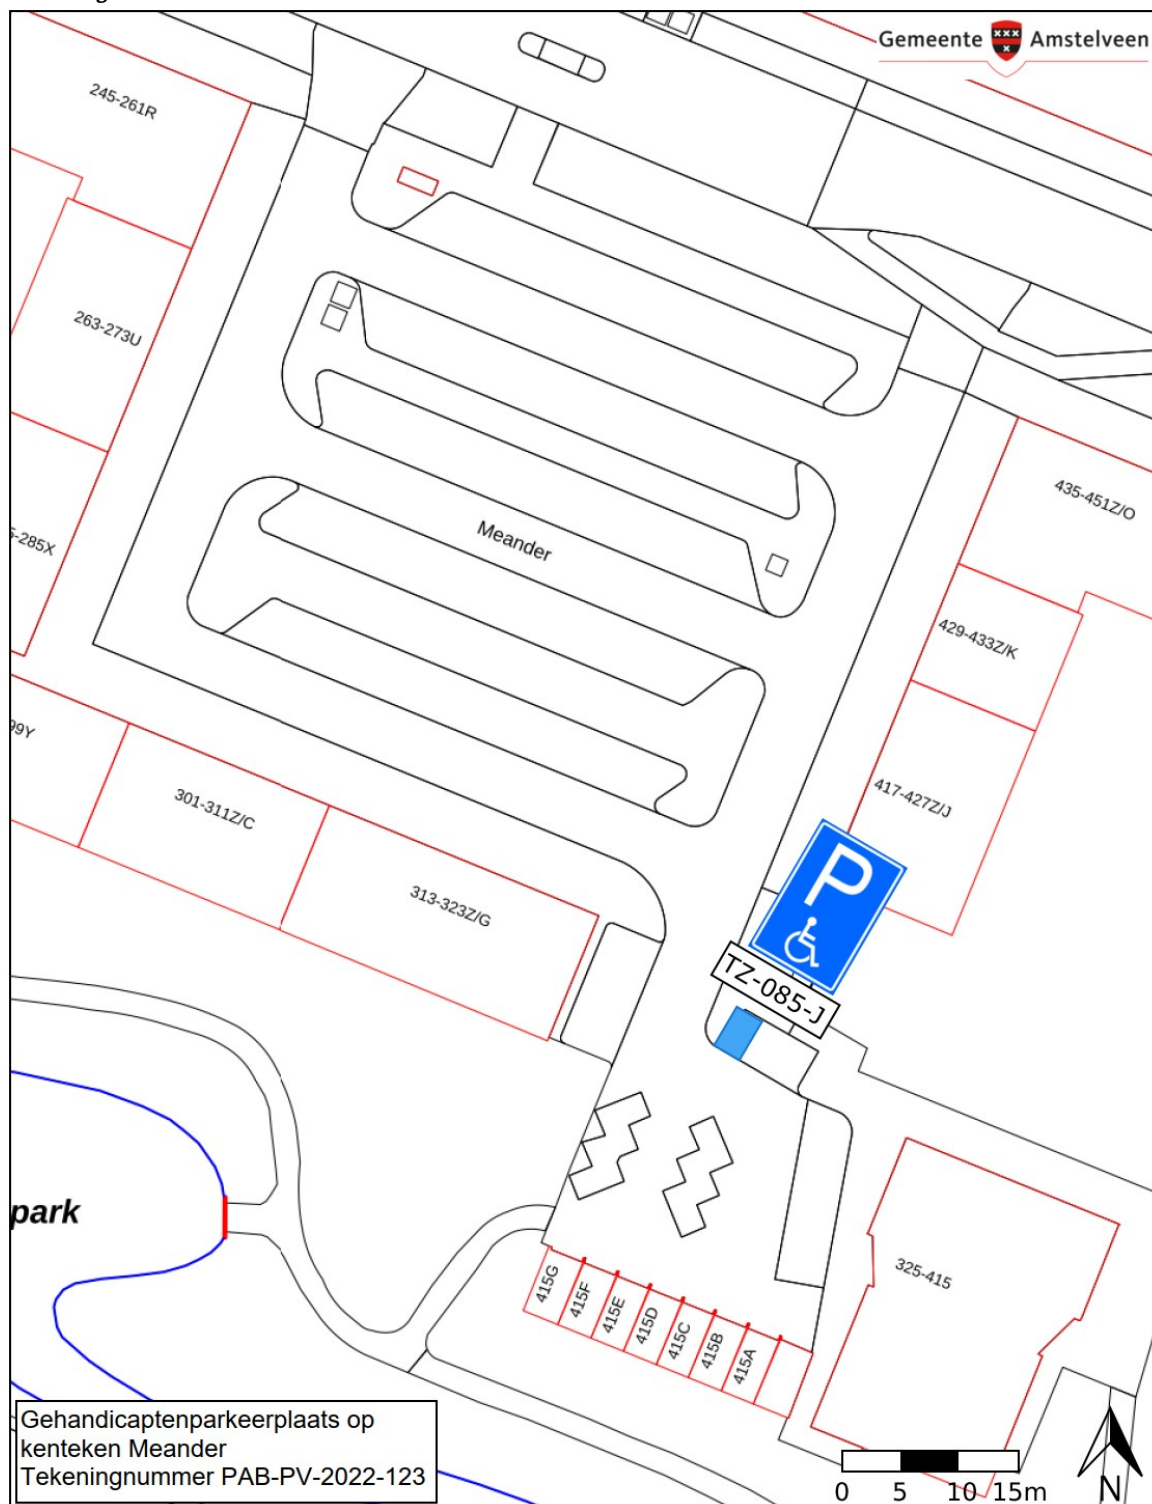 Gemeente Amstelveen
245-261R
263-273U
5-285X
Meander
435-451Z/O
429-433Z/K
417-427Z/J
99Y
301-311Z/C
313-323Z/G
P
TZ-085-J
park
325-415
415G
415F
415E
415D
415C
415B
415A
Gehandicaptenparkeerplaats op
kenteken Meander
Tekeningnummer PAB-PV-2022-123
0 5 10 15m
N